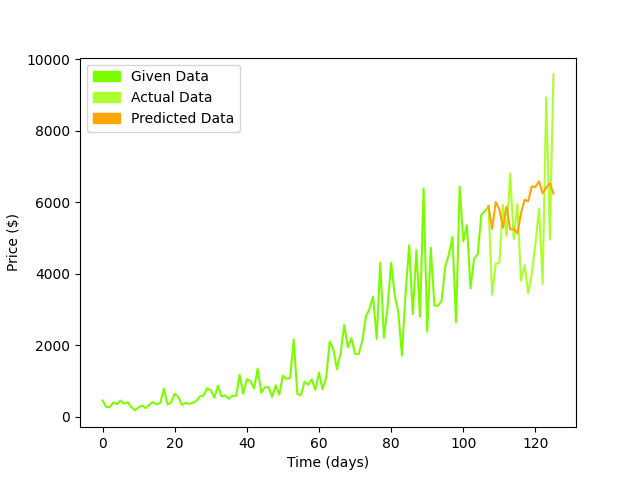 10000
8000
6000
4000
2000
0
Price ($)
Given Data
Actual Data
Predicted Data
0 20 40 60 80 100 120
Time (days)